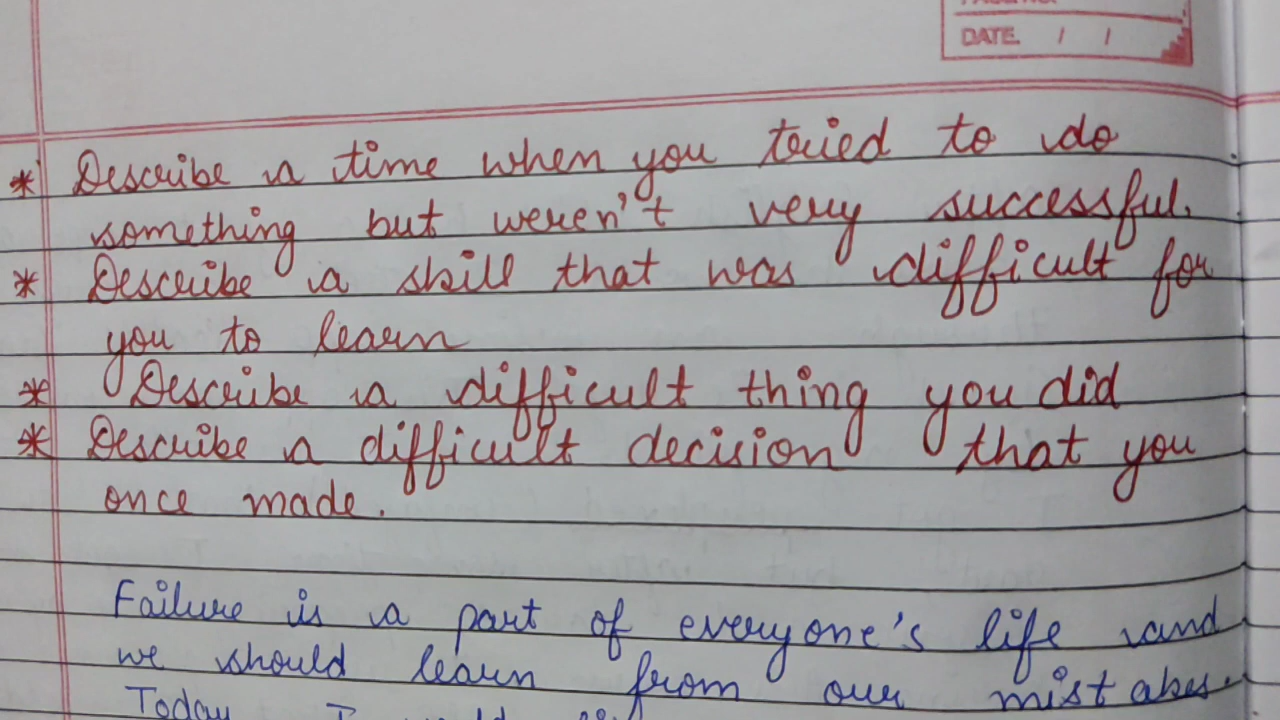 DATE. / /
* Describe a time when you tried to do
something but weren't very successful.
* Describe a skill that was difficult for
you to learn
* Describe a difficult thing you did
* Describe a difficult decision that you
once made.
Failure is a part of everyone's life and
we should learn from our mistakes.
Today I